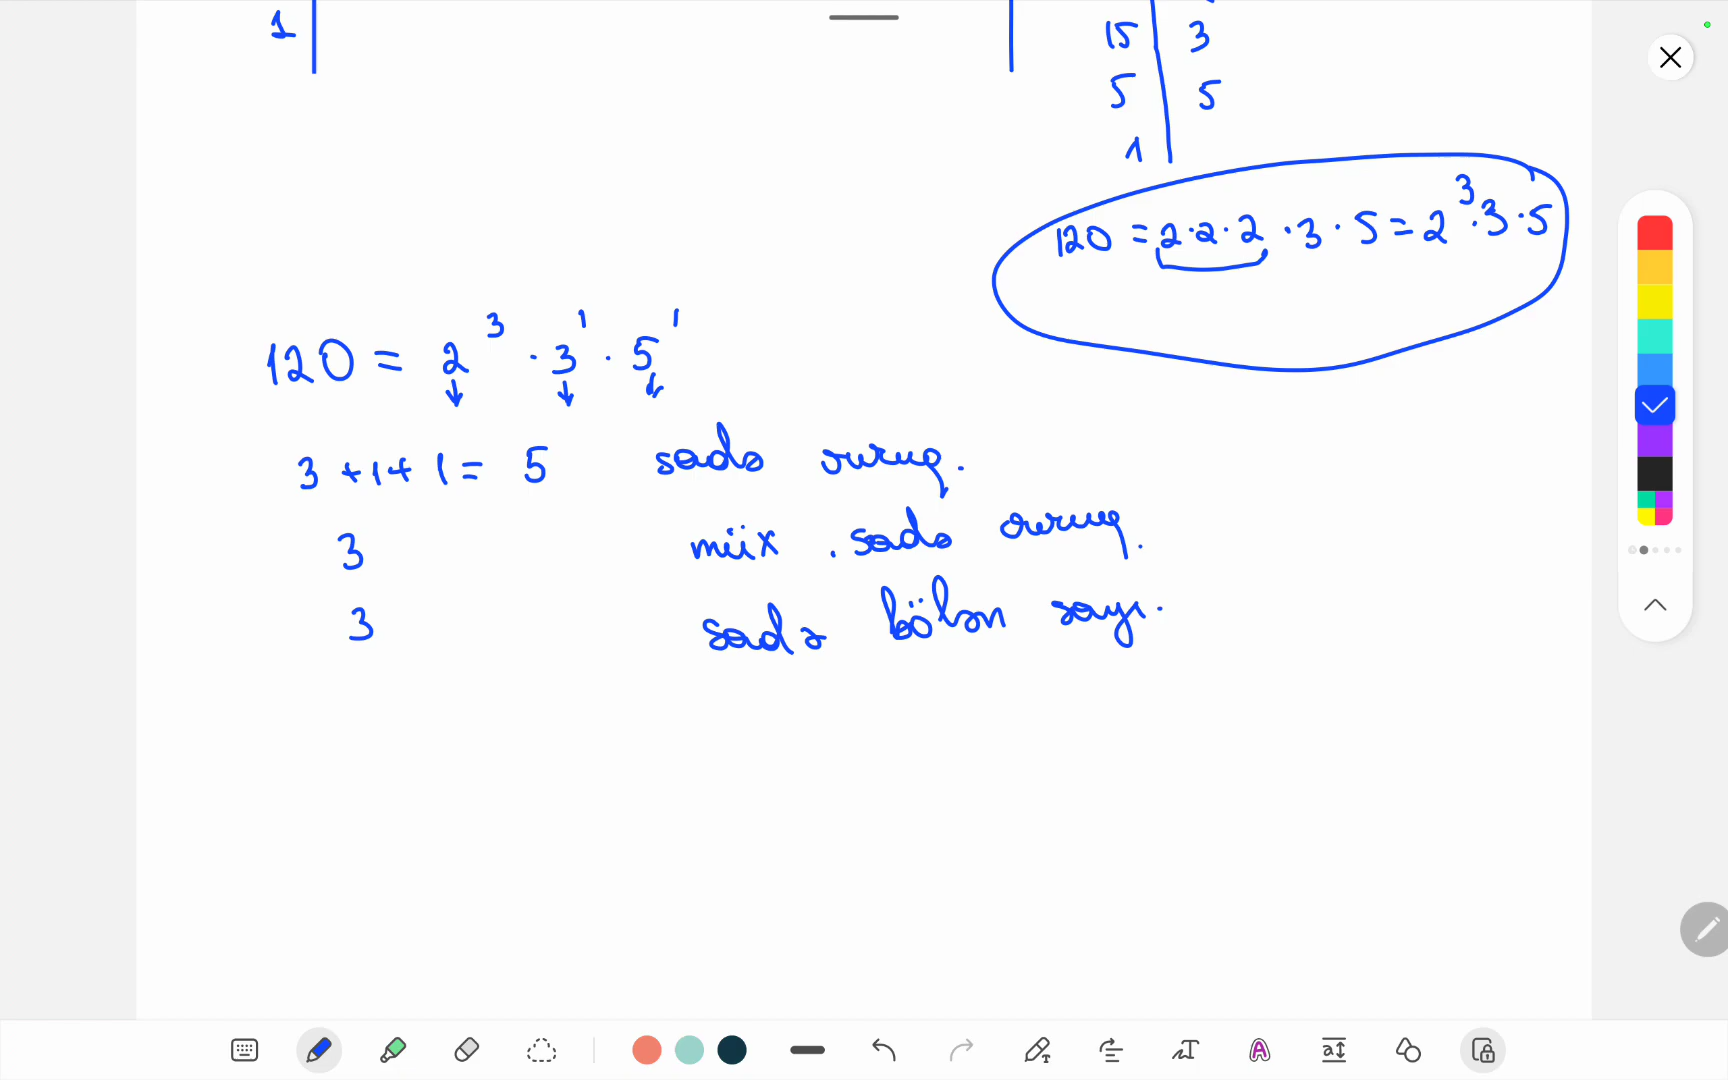 1
15 | 3
5 | 5
1
120 = 2·2·2 ·3·5 = 2³·3·5
120 = 2³ · 3¹ · 5¹
3 + 1 + 1 = 5 sadə vuruq.
3 müx. sadə vuruq.
3 sadə bölən sayı.